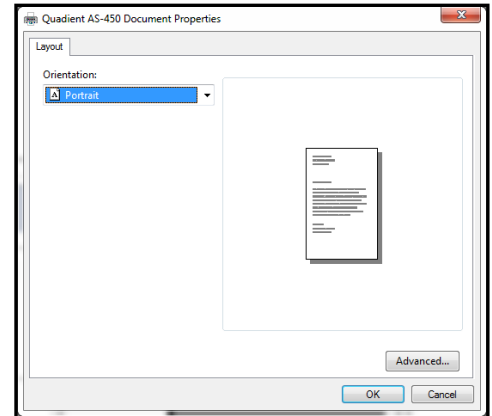 Quadient AS-450 Document Properties
Layout
Orientation:
A Portrait
Advanced...
OK Cancel